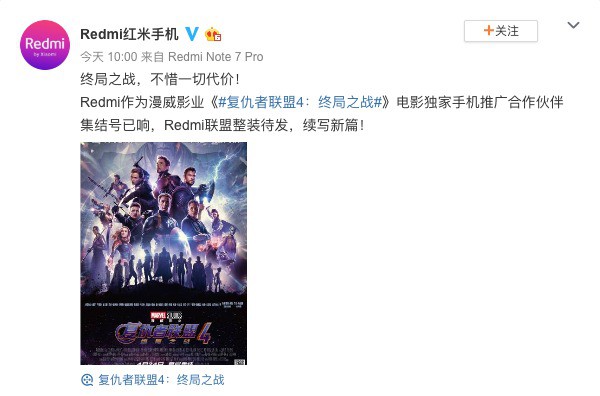 Redmi
by Xiaomi
Redmi红米手机
+关注
今天 10:00 来自 Redmi Note 7 Pro
终局之战，不惜一切代价！
Redmi作为漫威影业《#复仇者联盟4：终局之战#》电影独家手机推广合作伙伴
集结号已响，Redmi联盟整装待发，续写新篇！
MARVEL STUDIOS
复仇者联盟4
终局之战
复仇者联盟4：终局之战